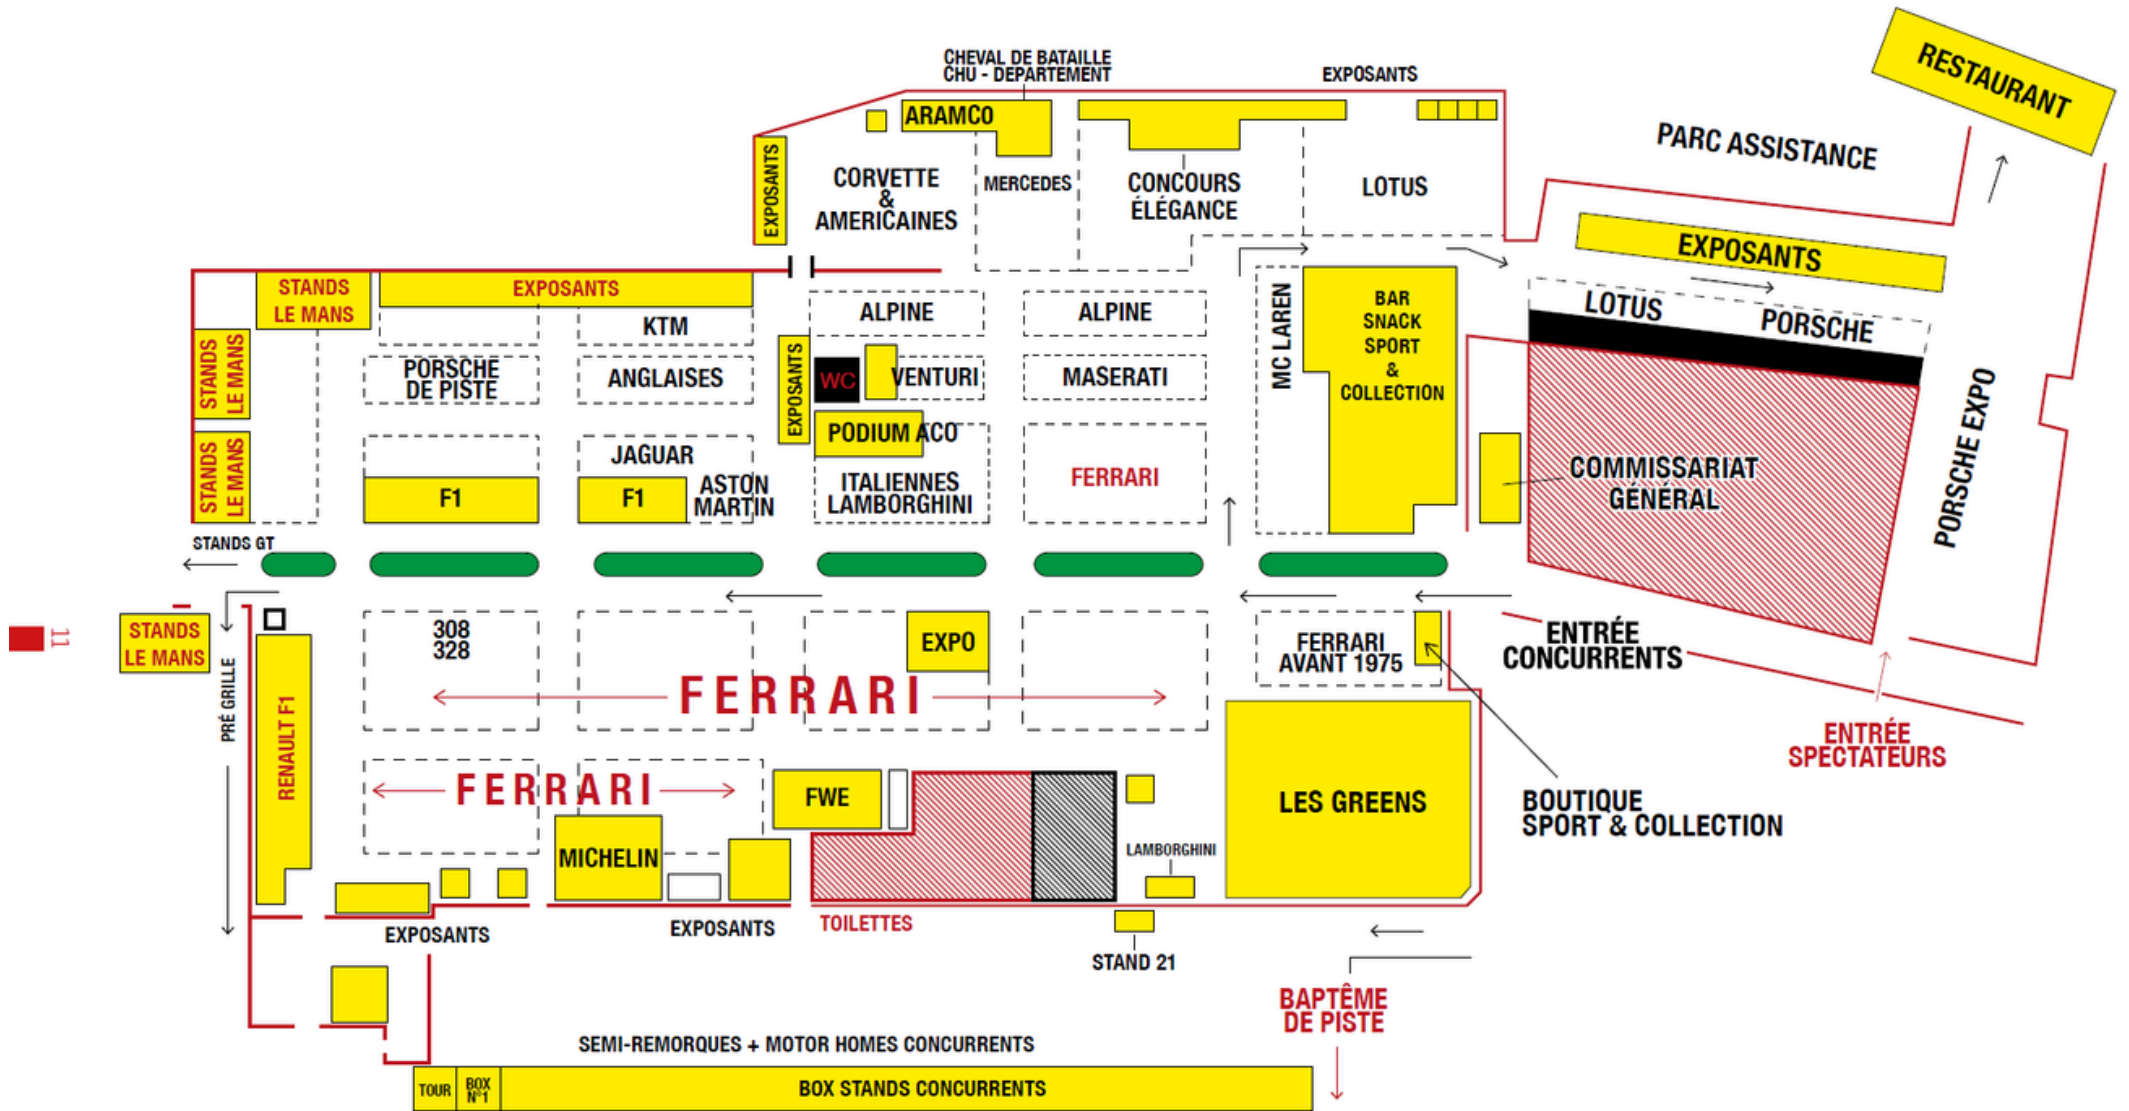 CHEVAL DE BATAILLE
CHU - DEPARTEMENT
EXPOSANTS
RESTAURANT
ARAMCO
PARC ASSISTANCE
EXPOSANTS
CORVETTE
&
AMERICAINES
MERCEDES
CONCOURS
ÉLÉGANCE
LOTUS
EXPOSANTS
STANDS
LE MANS
EXPOSANTS
KTM
ALPINE
ALPINE
MC LAREN
BAR
SNACK
SPORT
&
COLLECTION
LOTUS
PORSCHE
STANDS
LE MANS
PORSCHE
DE PISTE
ANGLAISES
EXPOSANTS
WC
VENTURI
MASERATI
PORSCHE EXPO
STANDS
LE MANS
JAGUAR
PODIUM ACO
F1
F1
ASTON
MARTIN
ITALIENNES
LAMBORGHINI
FERRARI
COMMISSARIAT
GÉNÉRAL
STANDS GT
11
STANDS
LE MANS
PRÉ GRILLE
RENAULT F1
308
328
EXPO
FERRARI
AVANT 1975
ENTRÉE
CONCURRENTS
FERRARI
ENTRÉE
SPECTATEURS
FERRARI
FWE
LES GREENS
BOUTIQUE
SPORT & COLLECTION
MICHELIN
LAMBORGHINI
EXPOSANTS
EXPOSANTS
TOILETTES
STAND 21
BAPTÊME
DE PISTE
SEMI-REMORQUES + MOTOR HOMES CONCURRENTS
TOUR
BOX
N°1
BOX STANDS CONCURRENTS